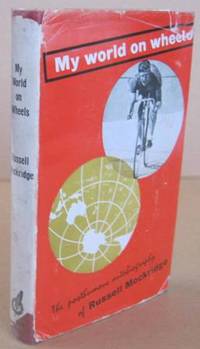 My world on wheels
The posthumous autobiography
of Russell Mockridge
My
World
on
Wheels
Russell
Mockridge